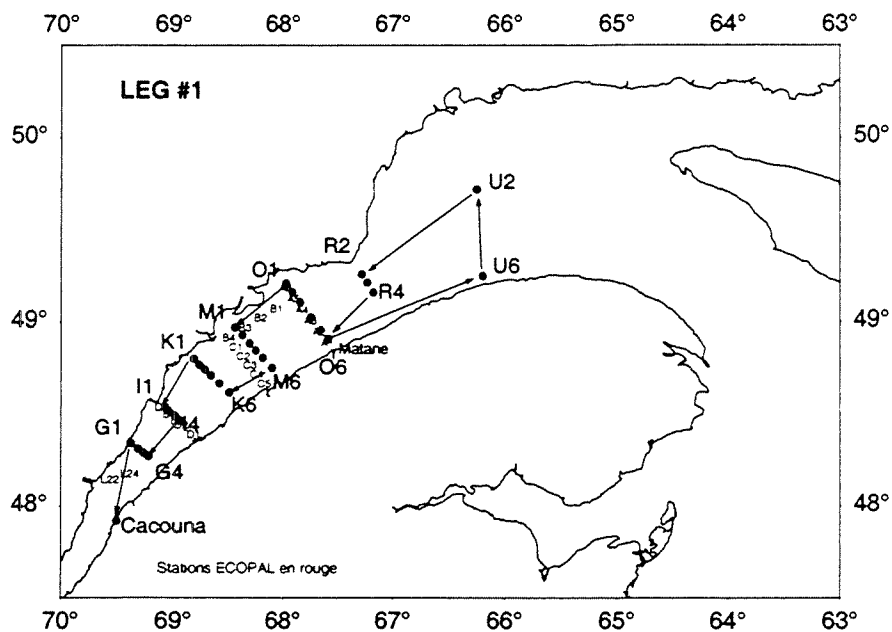 70° 69° 68° 67° 66° 65° 64° 63°
LEG #1
50° 50°
U2
R2
O1 U6
R4
M1 B1
B2
49° B3 49°
B4 Matane
K1 C1 O6
C2
M6
I1 K6
G1 G4
L22 L24
48° 48°
Cacouna
Stations ECOPAL en rouge
70° 69° 68° 67° 66° 65° 64° 63°